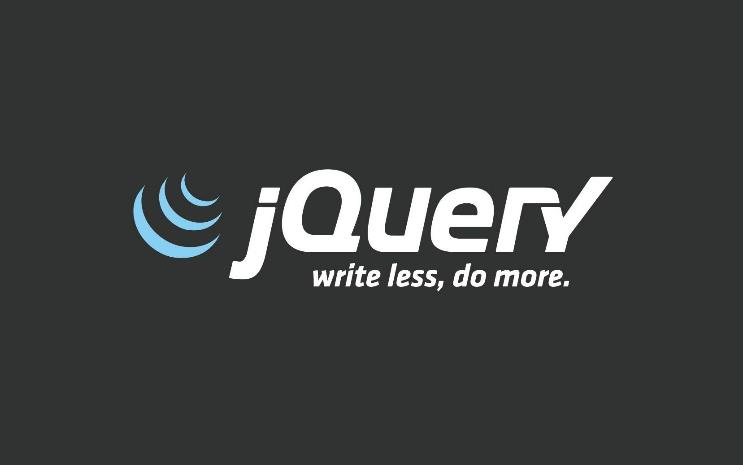 jQuery
write less, do more.